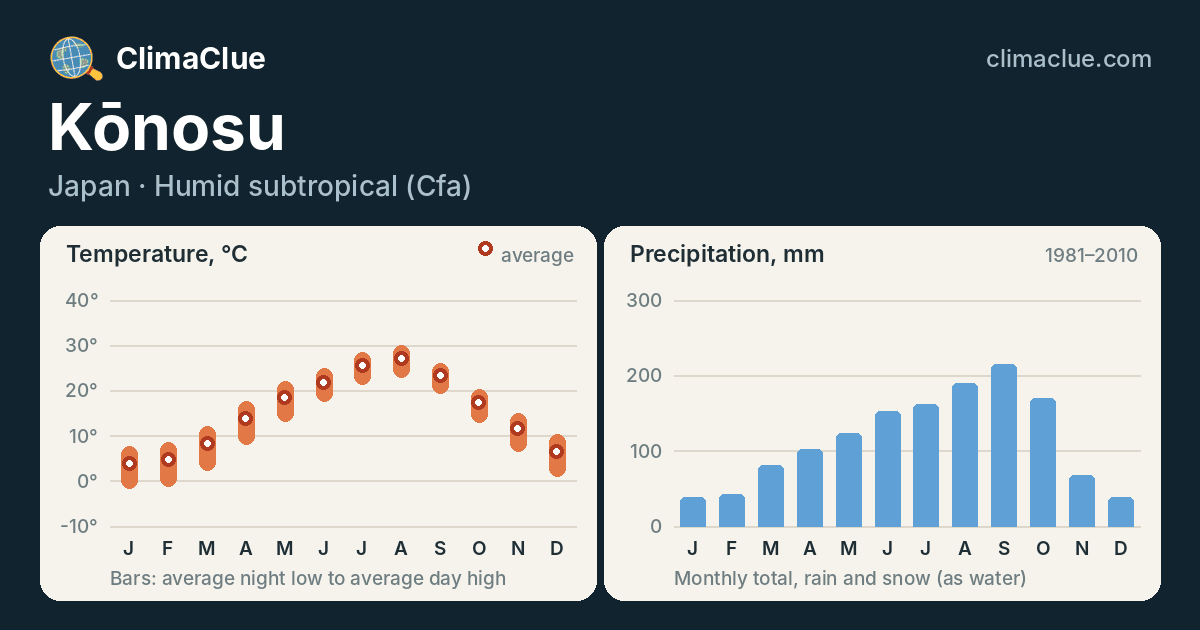 ClimaClue
climaclue.com
Kōnosu
Japan · Humid subtropical (Cfa)
Temperature, °C
average
40°
30°
20°
10°
0°
-10°
J F M A M J J A S O N D
Bars: average night low to average day high
Precipitation, mm
1981–2010
300
200
100
0
J F M A M J J A S O N D
Monthly total, rain and snow (as water)